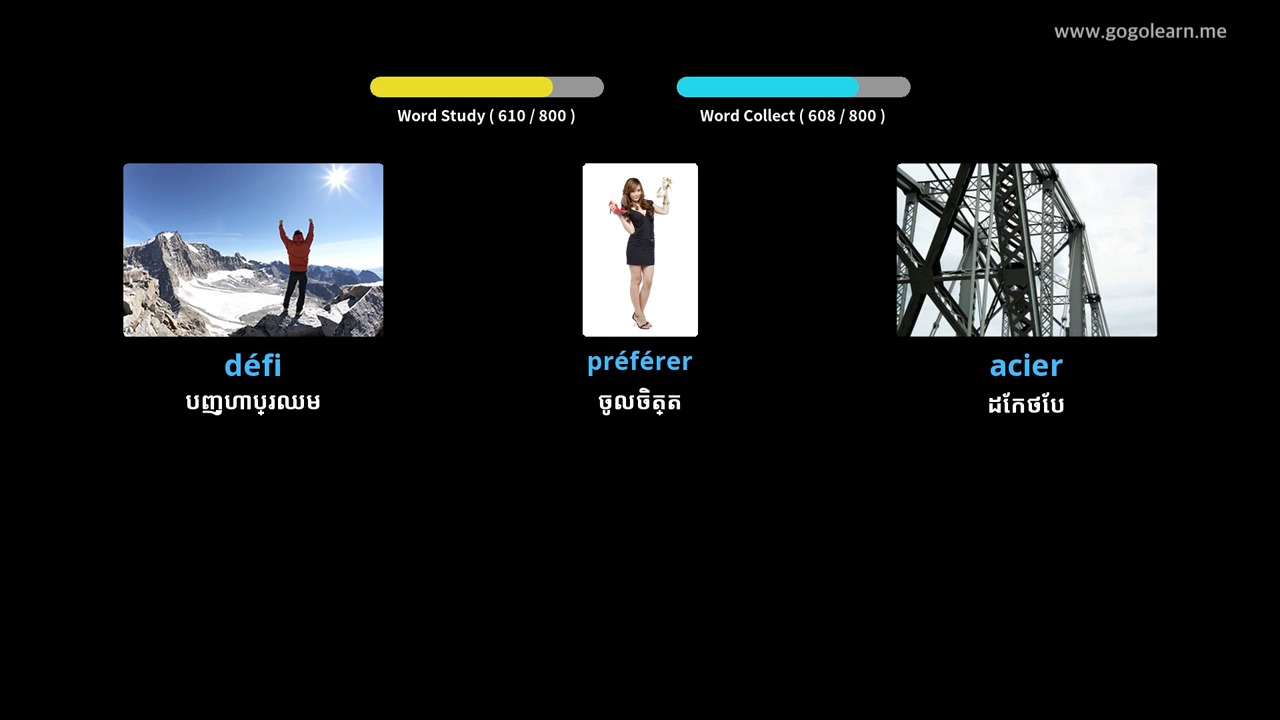 www.gogolearn.me
Word Study ( 610 / 800 )
Word Collect ( 608 / 800 )
défi
បញ្ហាប្រឈម
préférer
ចូលចិត្ត
acier
ដែកថែប